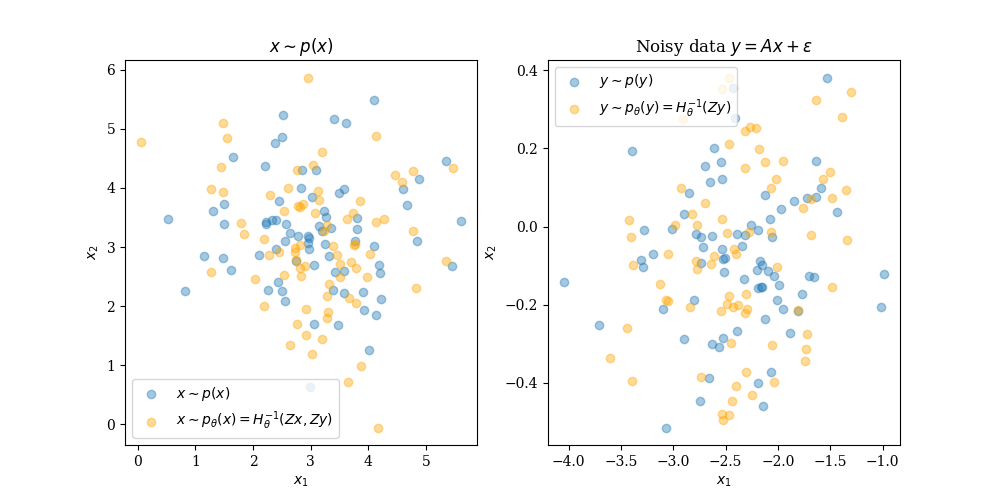 x ∼ p(x)
6
5
4
3
2
1
0
x₂
x ∼ p(x)
x ∼ p_θ(x) = H_θ^{-1}(Zx, Zy)
0 1 2 3 4 5
x₁
Noisy data y = Ax + ε
0.4
0.2
0.0
−0.2
−0.4
x₂
y ∼ p(y)
y ∼ p_θ(y) = H_θ^{-1}(Zy)
−4.0 −3.5 −3.0 −2.5 −2.0 −1.5 −1.0
x₁